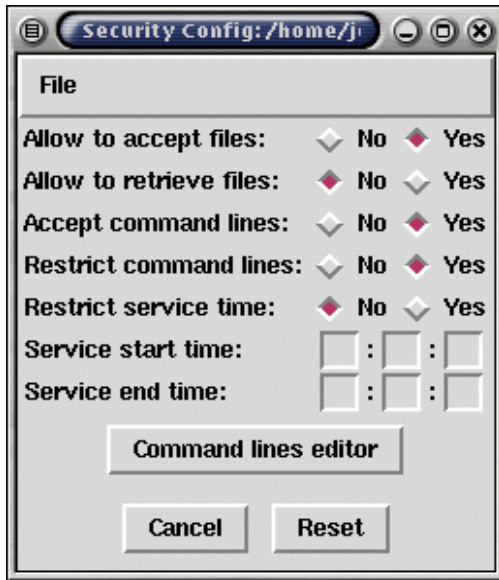 Security Config:/home/j
File
Allow to accept files: No Yes
Allow to retrieve files: No Yes
Accept command lines: No Yes
Restrict command lines: No Yes
Restrict service time: No Yes
Service start time: : :
Service end time: : :
Command lines editor
Cancel Reset